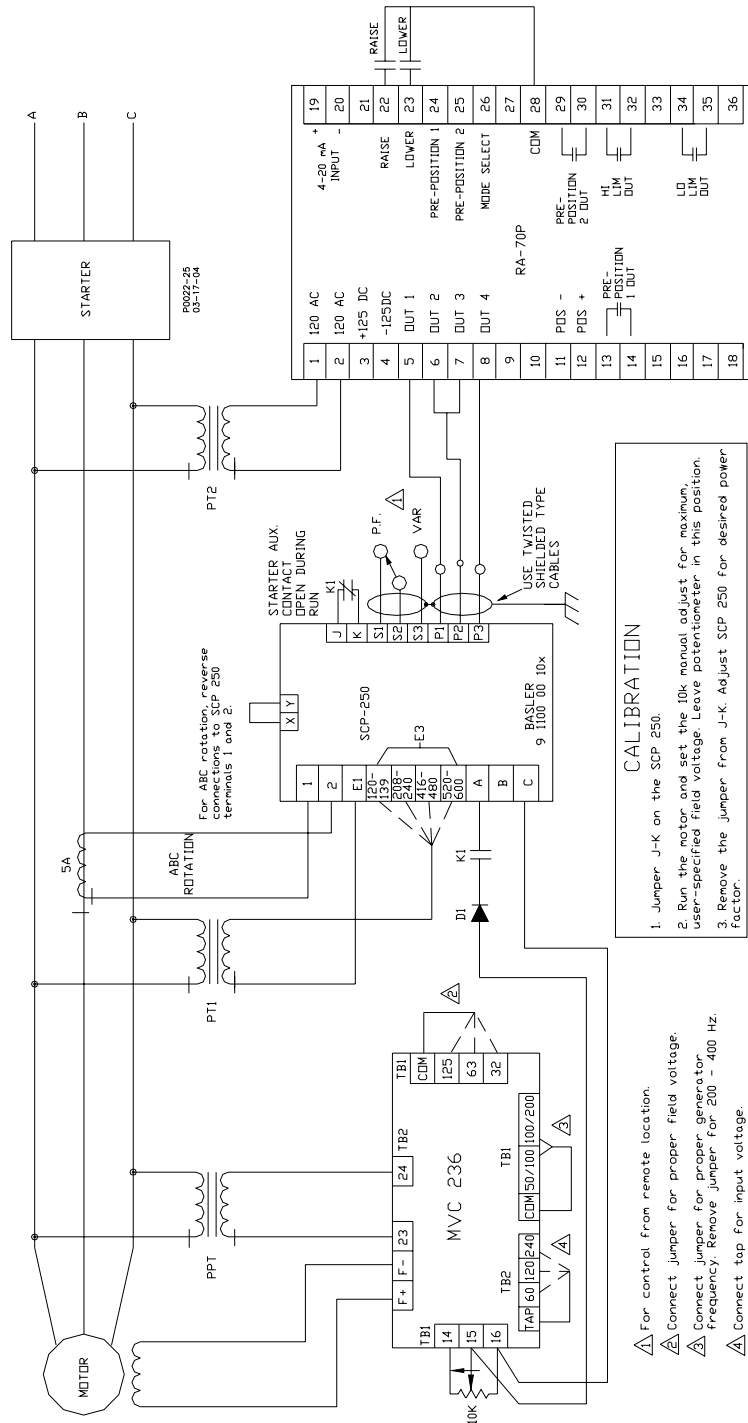 MOTOR
A
B
C
STARTER
P0022-25
03-17-04
PPT
PT1
5A
ABC
ROTATION
For ABC rotation, reverse
connections to SCP 250
terminals 1 and 2.
PT2
F+
F-
23
24
TB2
TB1
COM
125
63
32
2
MVC 236
TB1
14
15
16
10K
TB2
TAP
60
120
240
4
TB1
COM
50/100
100/200
3
D1
K1
1
2
E1
120-
139
208-
240
416-
480
520-
600
E3
A
B
C
X
Y
SCP-250
BASLER
9 1100 00 10x
STARTER AUX.
CONTACT
OPEN DURING
RUN
K1
J
K
S1
S2
S3
P1
P2
P3
P.F.
1
VAR
USE TWISTED
SHIELDED TYPE
CABLES
1
120 AC
2
120 AC
3
+125 DC
4
-125DC
5
OUT 1
6
OUT 2
7
OUT 3
8
OUT 4
9
10
11
POS -
12
POS +
13
PRE-
POSITION
1 OUT
14
15
16
17
18
RA-70P
4-20 mA
INPUT
+
-
19
20
21
RAISE
22
RAISE
LOWER
23
LOWER
PRE-POSITION 1
24
PRE-POSITION 2
25
MODE SELECT
26
27
COM
28
PRE-
POSITION
2 OUT
29
30
HI
LIM
OUT
31
32
33
LO
LIM
OUT
34
35
36
CALIBRATION
1. Jumper J-K on the SCP 250.
2. Run the motor and set the 10k manual adjust for maximum,
user-specified field voltage. Leave potentiometer in this position.
3. Remove the jumper from J-K. Adjust SCP 250 for desired power
factor.
1 For control from remote location.
2 Connect jumper for proper field voltage.
3 Connect jumper for proper generator
frequency. Remove jumper for 200 - 400 Hz.
4 Connect tap for input voltage.